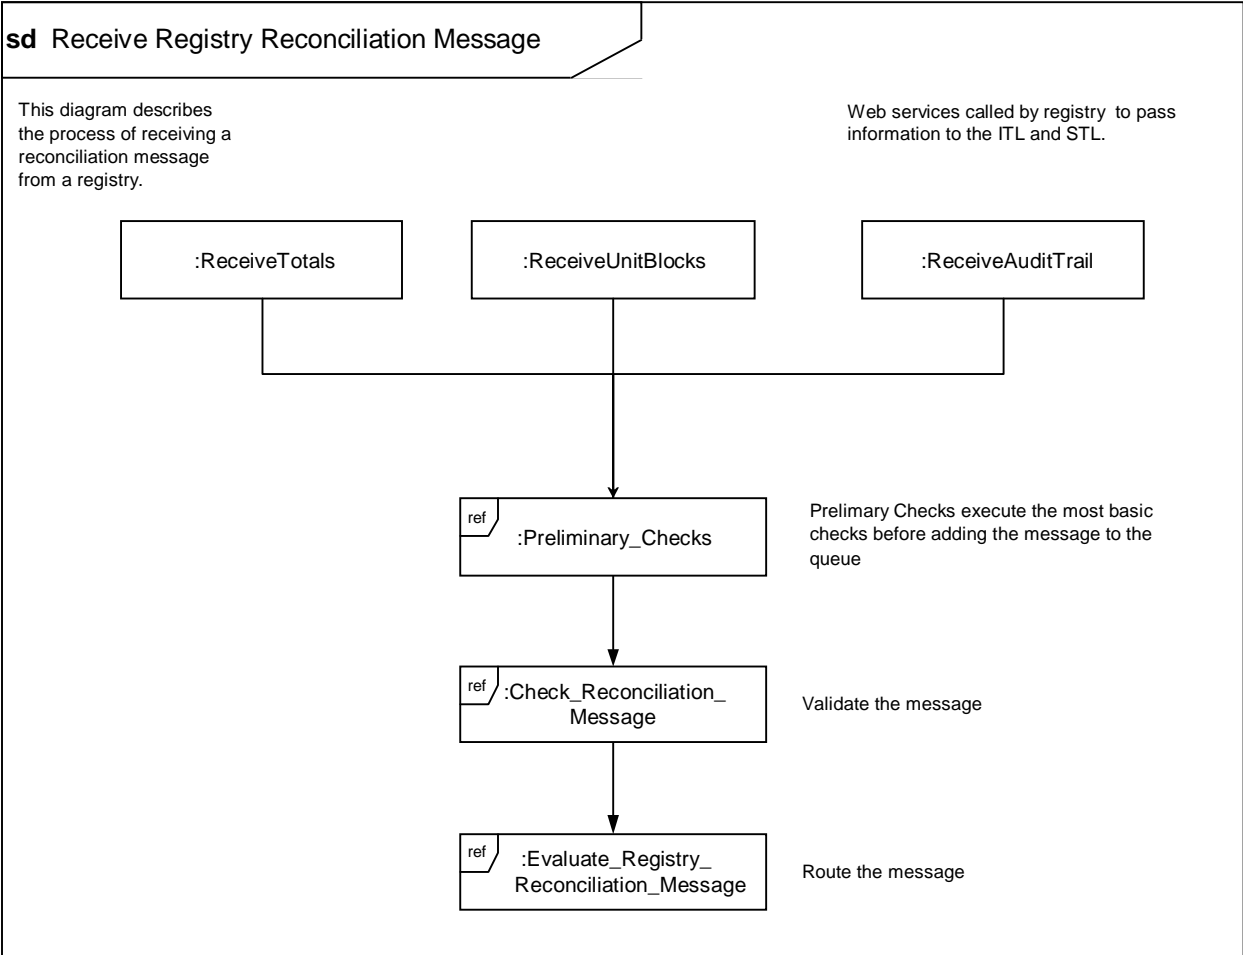 sd Receive Registry Reconciliation Message
This diagram describes
the process of receiving a
reconciliation message
from a registry.
Web services called by registry to pass
information to the ITL and STL.
:ReceiveTotals
:ReceiveUnitBlocks
:ReceiveAuditTrail
ref
:Preliminary_Checks
Prelimary Checks execute the most basic
checks before adding the message to the
queue
ref
:Check_Reconciliation_
Message
Validate the message
ref
:Evaluate_Registry_
Reconciliation_Message
Route the message